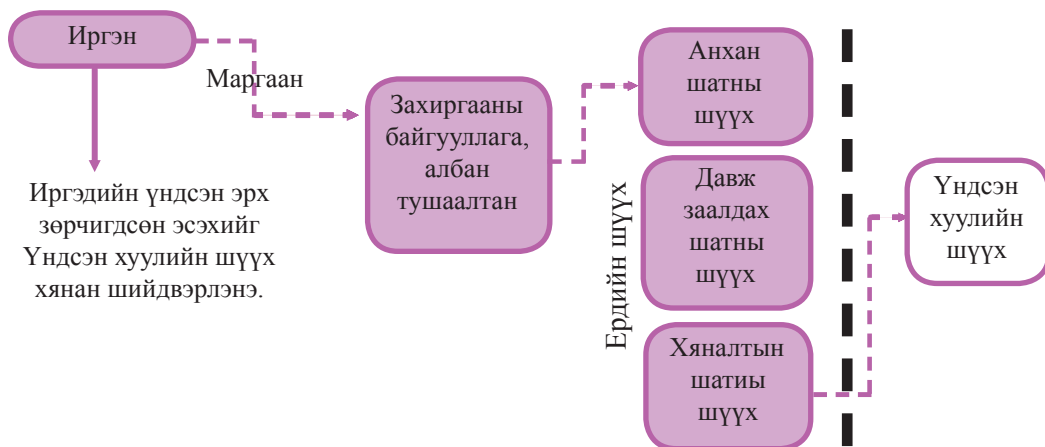 Иргэн
Маргаан
Иргэдийн үндсэн эрх
зөрчигдсөн эсэхийг
Үндсэн хуулийн шүүх
хянан шийдвэрлэнэ.
Захиргааны
байгууллага,
албан
тушаалтан
Ердийн шүүх
Анхан
шатны
шүүх
Давж
заалдах
шатны
шүүх
Хяналтын
шатиы
шүүх
Үндсэн
хуулийн
шүүх